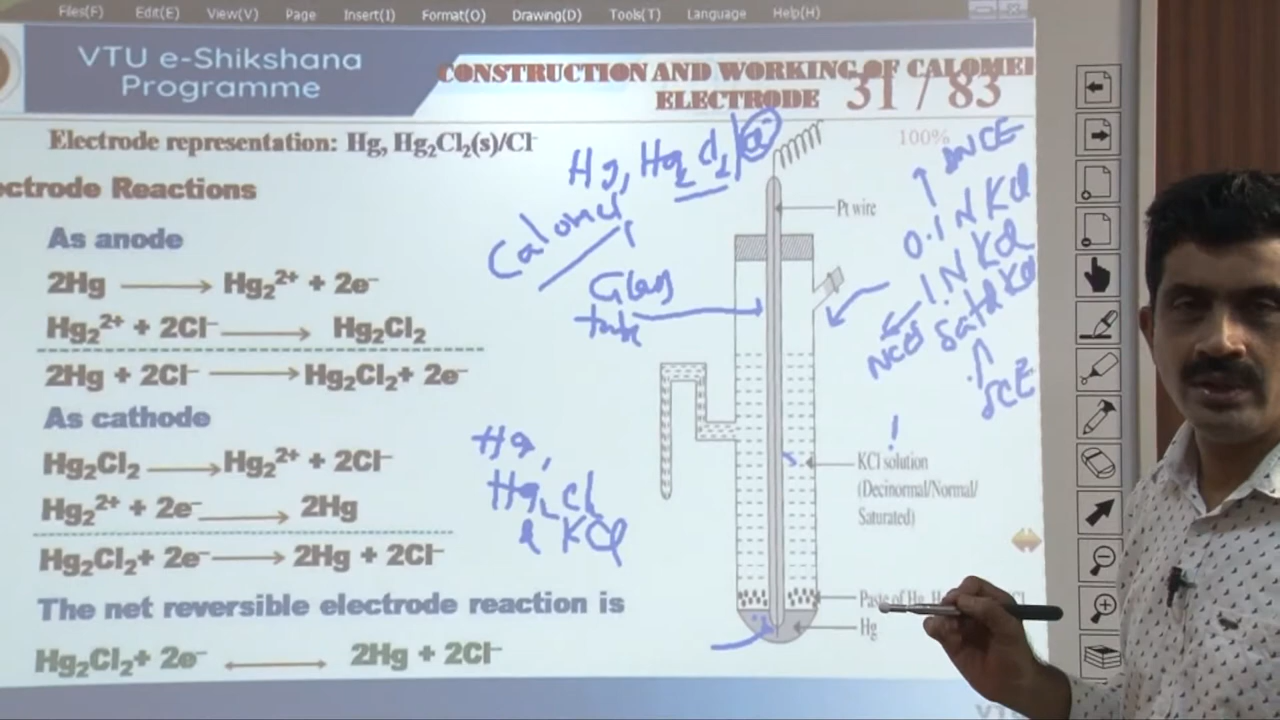 Files(F) Edit(E) View(V) Page Insert(I) Format(O) Drawing(D) Tools(T) Language Help(H)
VTU e-Shikshana
Programme
CONSTRUCTION AND WORKING OF CALOMEL
ELECTRODE
31 / 83
100%
Electrode representation: Hg, Hg₂Cl₂(s)/Cl⁻
Hg, Hg₂Cl₂/Cl⁻
Calomel
ectrode Reactions
As anode
2Hg ⟶ Hg₂²⁺ + 2e⁻
Hg₂²⁺ + 2Cl⁻ ⟶ Hg₂Cl₂
2Hg + 2Cl⁻ ⟶ Hg₂Cl₂+ 2e⁻
As cathode
Hg₂Cl₂ ⟶ Hg₂²⁺ + 2Cl⁻
Hg₂²⁺ + 2e⁻ ⟶ 2Hg
Hg₂Cl₂+ 2e⁻ ⟶ 2Hg + 2Cl⁻
The net reversible electrode reaction is
Hg₂Cl₂+ 2e⁻ ⟷ 2Hg + 2Cl⁻
Glass
tube
Hg,
Hg₂Cl₂
& KCl
Pt wire
DNCE
0.1 N KCl
1 N KCl
Satd KCl
SCE
KCl solution
(Decinormal/Normal/
Saturated)
Paste of Hg,
Hg